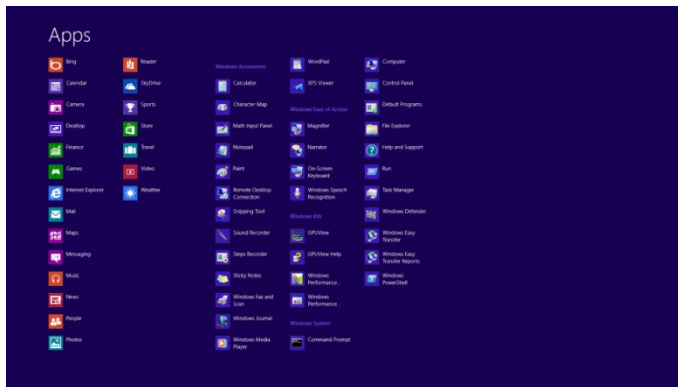 Apps
Bing
Calendar
Camera
Desktop
Finance
Games
Internet Explorer
Mail
Maps
Messaging
Music
News
People
Photos
Reader
SkyDrive
Sports
Store
Travel
Video
Weather
Windows Accessories
Calculator
Character Map
Math Input Panel
Notepad
Paint
Remote Desktop
Connection
Snipping Tool
Sound Recorder
Steps Recorder
Sticky Notes
Windows Fax and
Scan
Windows Journal
Windows Media
Player
WordPad
XPS Viewer
Windows Ease of Access
Magnifier
Narrator
On-Screen
Keyboard
Windows Speech
Recognition
Windows Kits
GPUView
GPUView Help
Windows
Performance...
Windows
Performance...
Windows System
Command Prompt
Computer
Control Panel
Default Programs
File Explorer
Help and Support
Run
Task Manager
Windows Defender
Windows Easy
Transfer
Windows Easy
Transfer Reports
Windows
PowerShell